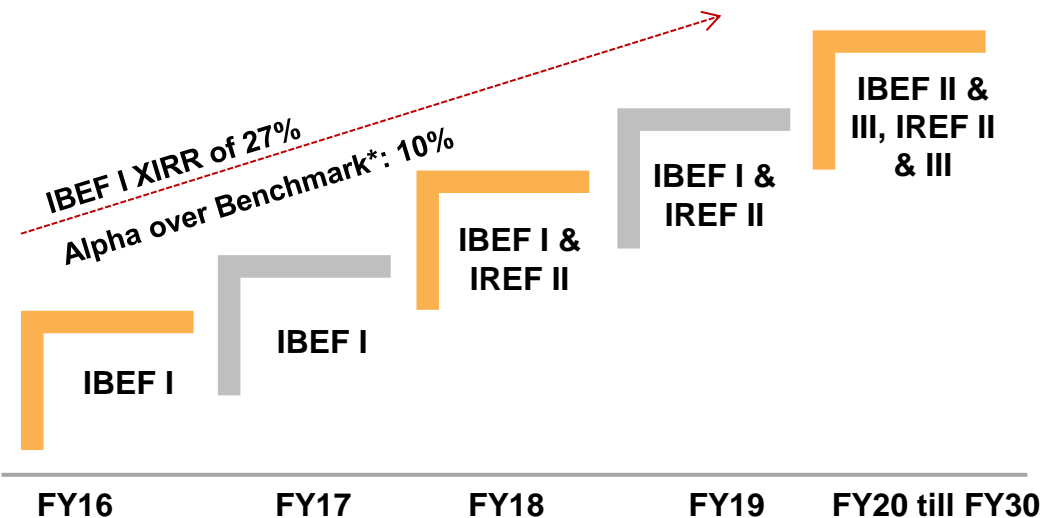 IBEF I XIRR of 27%
Alpha over Benchmark*: 10%
IBEF I
IBEF I
IBEF I &
IREF II
IBEF I &
IREF II
IBEF II &
III, IREF II
& III
FY16
FY17
FY18
FY19
FY20 till FY30